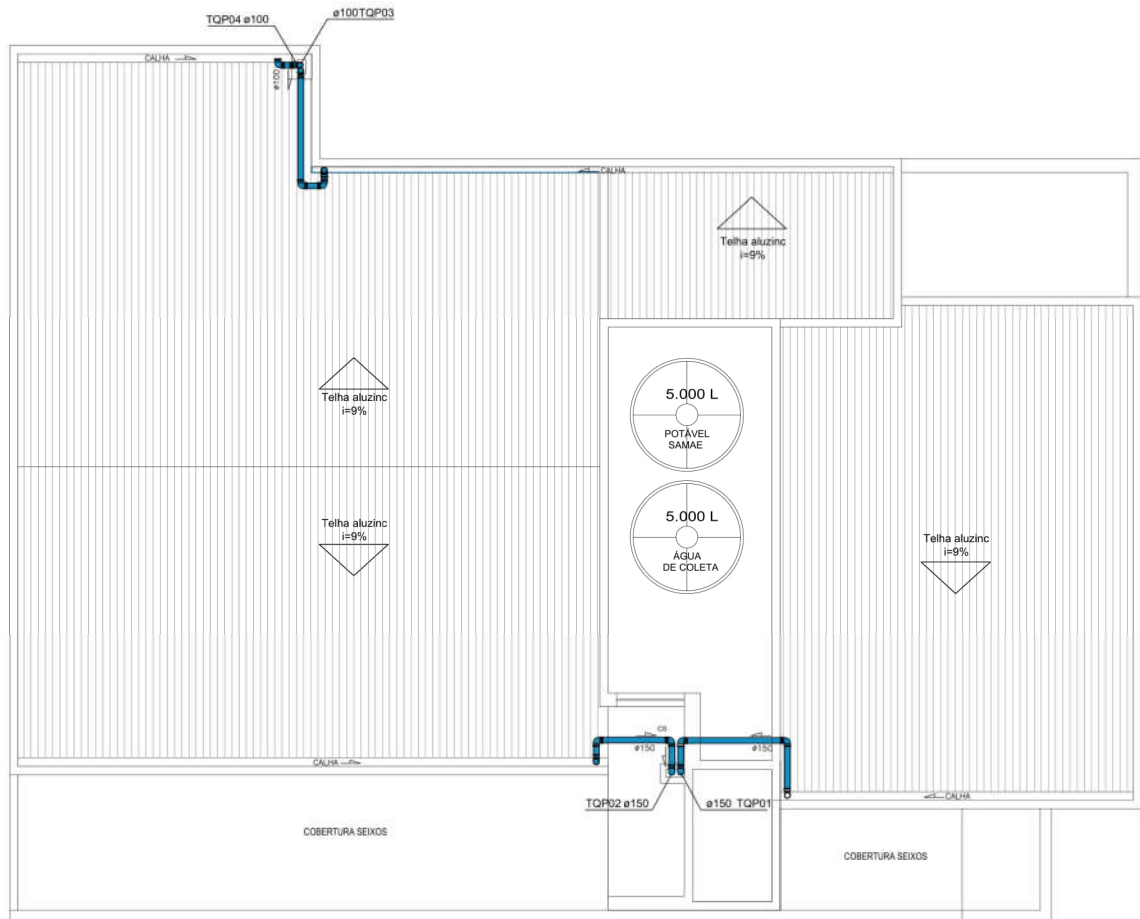 TQP04 ø100
ø100TQP03
CALHA
ø100
CALHA
Telha aluzinc
i=9%
Telha aluzinc
i=9%
5.000 L
POTÁVEL
SAMAE
5.000 L
ÁGUA
DE COLETA
Telha aluzinc
i=9%
Telha aluzinc
i=9%
CB
ø150
ø150
CALHA
CALHA
TQP02 ø150
ø150 TQP01
COBERTURA SEIXOS
COBERTURA SEIXOS